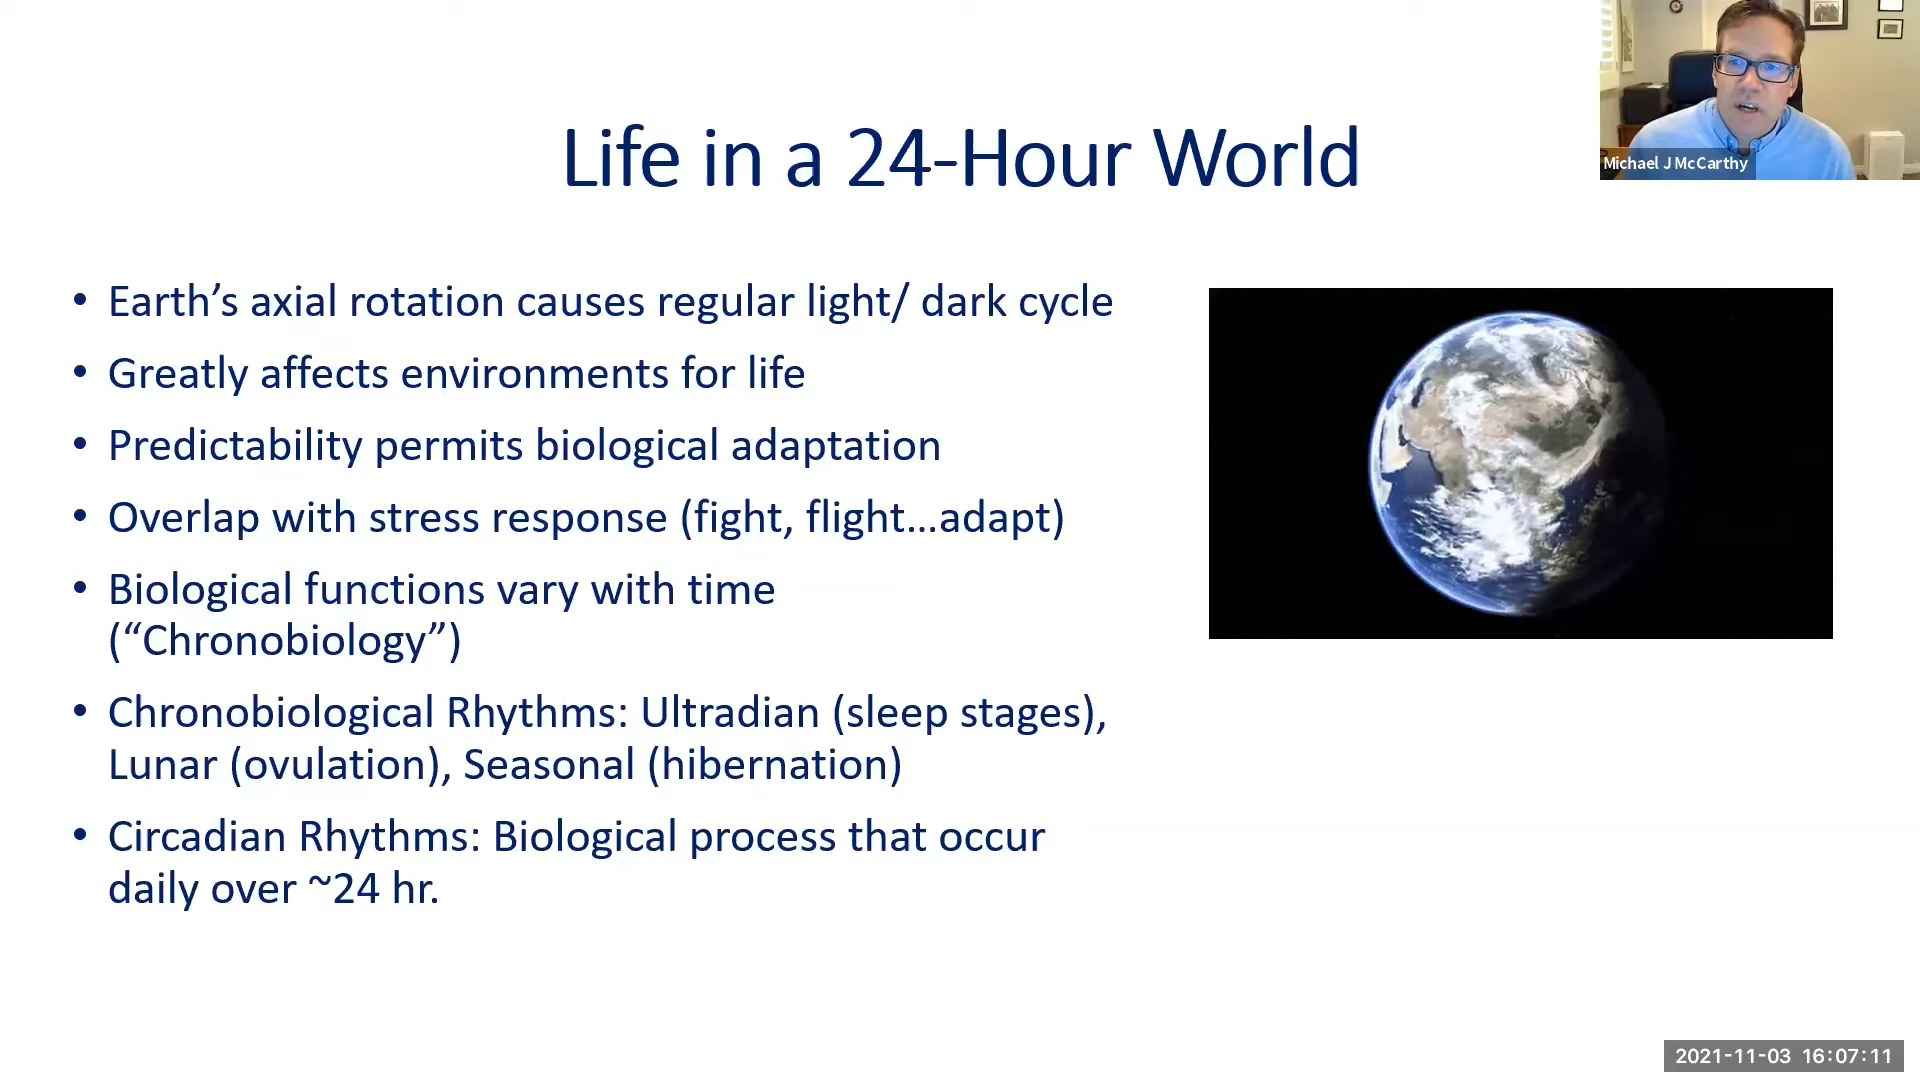 Life in a 24-Hour World
Michael J McCarthy
• Earth’s axial rotation causes regular light/ dark cycle
• Greatly affects environments for life
• Predictability permits biological adaptation
• Overlap with stress response (fight, flight…adapt)
• Biological functions vary with time
(“Chronobiology”)
• Chronobiological Rhythms: Ultradian (sleep stages),
Lunar (ovulation), Seasonal (hibernation)
• Circadian Rhythms: Biological process that occur
daily over ~24 hr.
2021-11-03 16:07:11